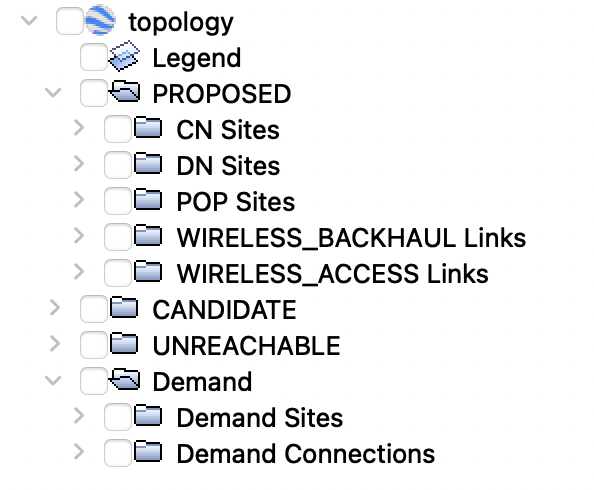 topology
Legend
PROPOSED
CN Sites
DN Sites
POP Sites
WIRELESS_BACKHAUL Links
WIRELESS_ACCESS Links
CANDIDATE
UNREACHABLE
Demand
Demand Sites
Demand Connections